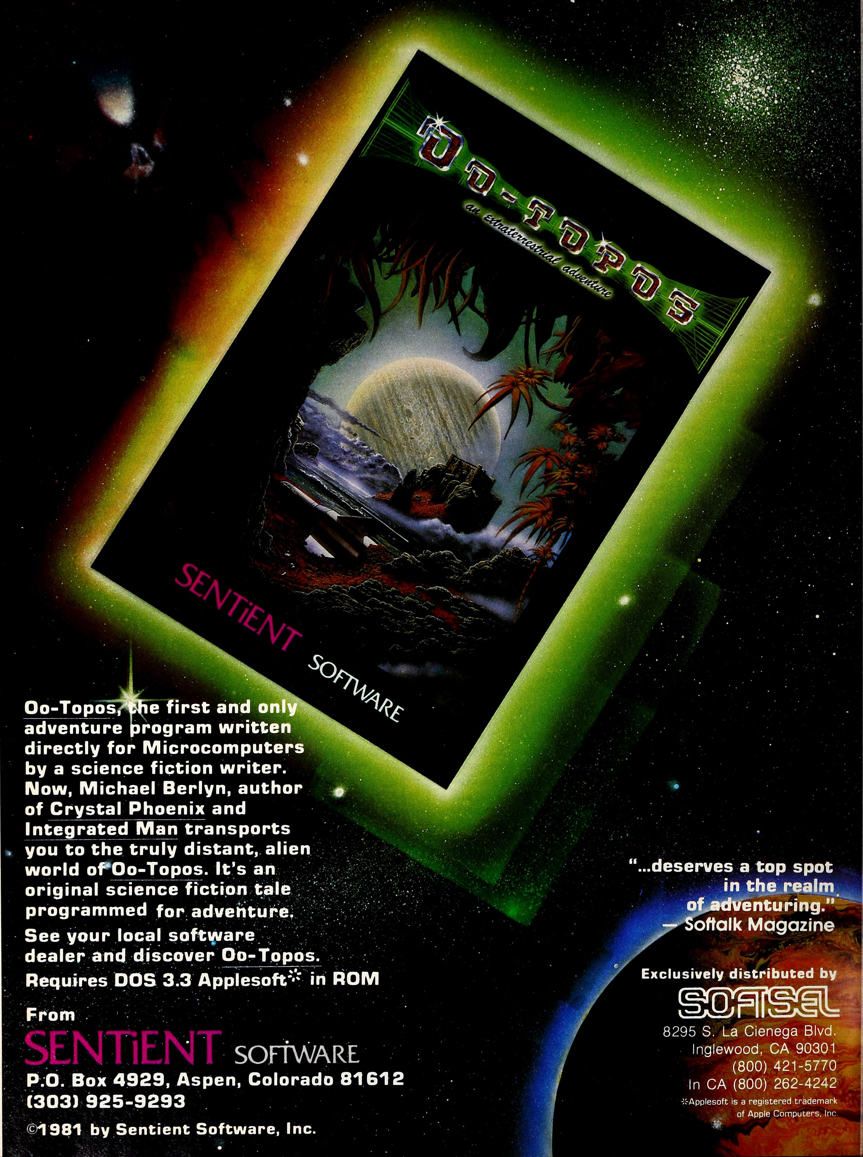 Oo-TOPOS
an extraterrestrial adventure
SENTiENT
SOFTWARE
Oo-Topos, the first and only
adventure program written
directly for Microcomputers
by a science fiction writer.
Now, Michael Berlyn, author
of Crystal Phoenix and
Integrated Man transports
you to the truly distant, alien
world of Oo-Topos. It's an
original science fiction tale
programmed for adventure.
See your local software
dealer and discover Oo-Topos.
Requires DOS 3.3 Applesoft※ in ROM
From
SENTiENT SOFTWARE
P.O. Box 4929, Aspen, Colorado 81612
(303) 925-9293
©1981 by Sentient Software, Inc.
“...deserves a top spot
in the realm
of adventuring.”
— Softalk Magazine
Exclusively distributed by
SOFTSEL
8295 S. La Cienega Blvd.
Inglewood, CA 90301
(800) 421-5770
In CA (800) 262-4242
※Applesoft is a registered trademark
of Apple Computers, Inc.